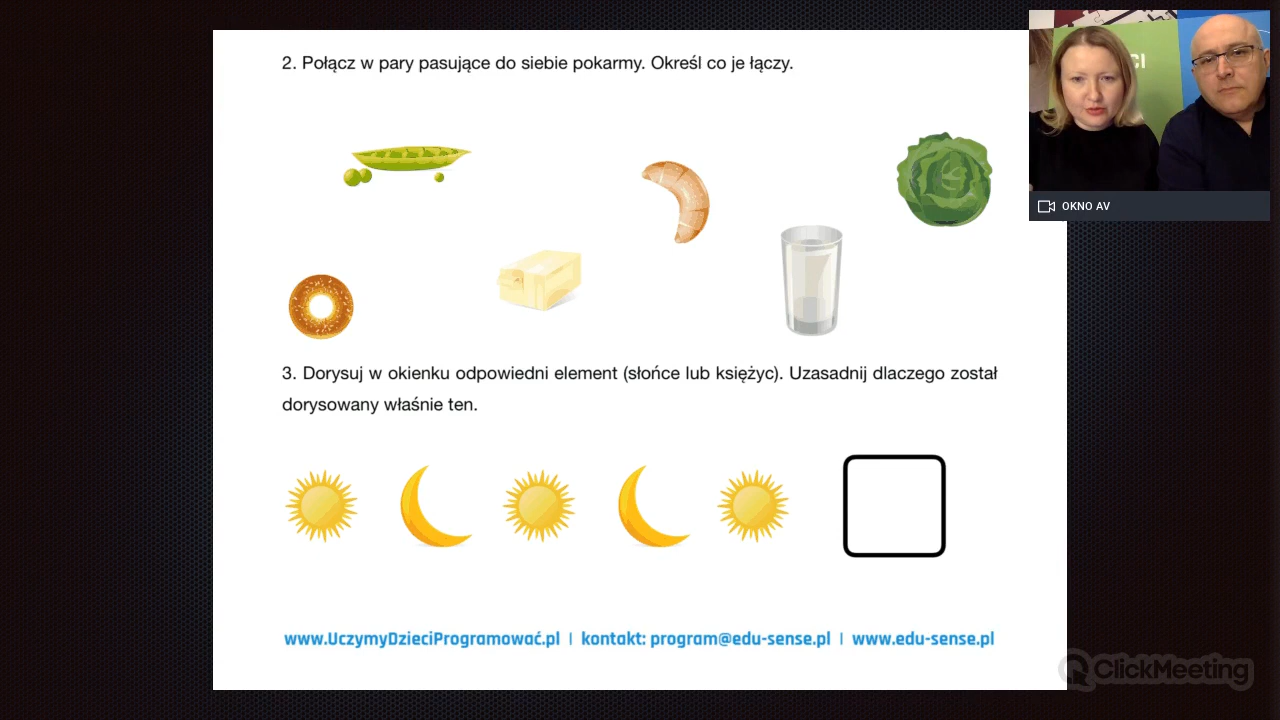 2. Połącz w pary pasujące do siebie pokarmy. Określ co je łączy.
CI
OKNO AV
3. Dorysuj w okienku odpowiedni element (słońce lub księżyc). Uzasadnij dlaczego został
dorysowany właśnie ten.
www.UczymyDzieciProgramować.pl | kontakt: program@edu-sense.pl | www.edu-sense.pl
ClickMeeting